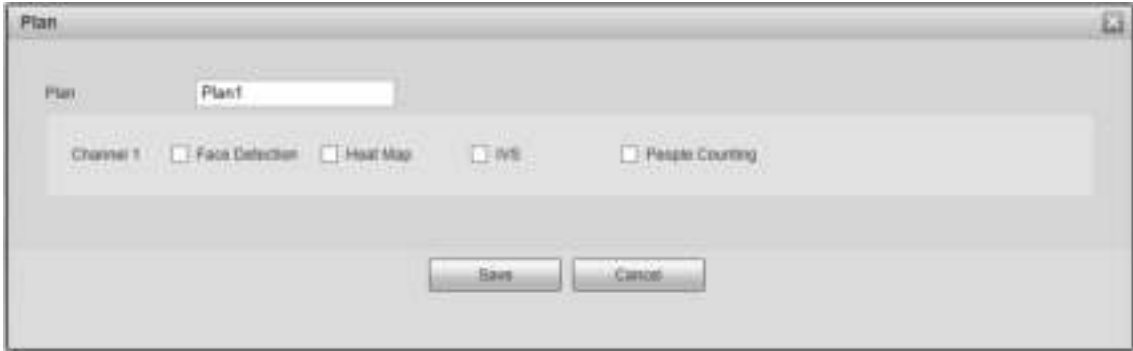 Plan
Plan Plan1
Channel 1 Face Detection Heat Map IVS People Counting
Save Cancel